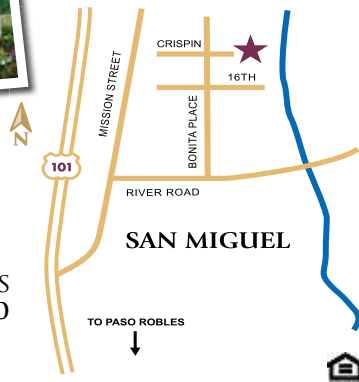 CRISPIN
16TH
MISSION STREET
BONITA PLACE
N
101
RIVER ROAD
SAN MIGUEL
S
TO PASO ROBLES